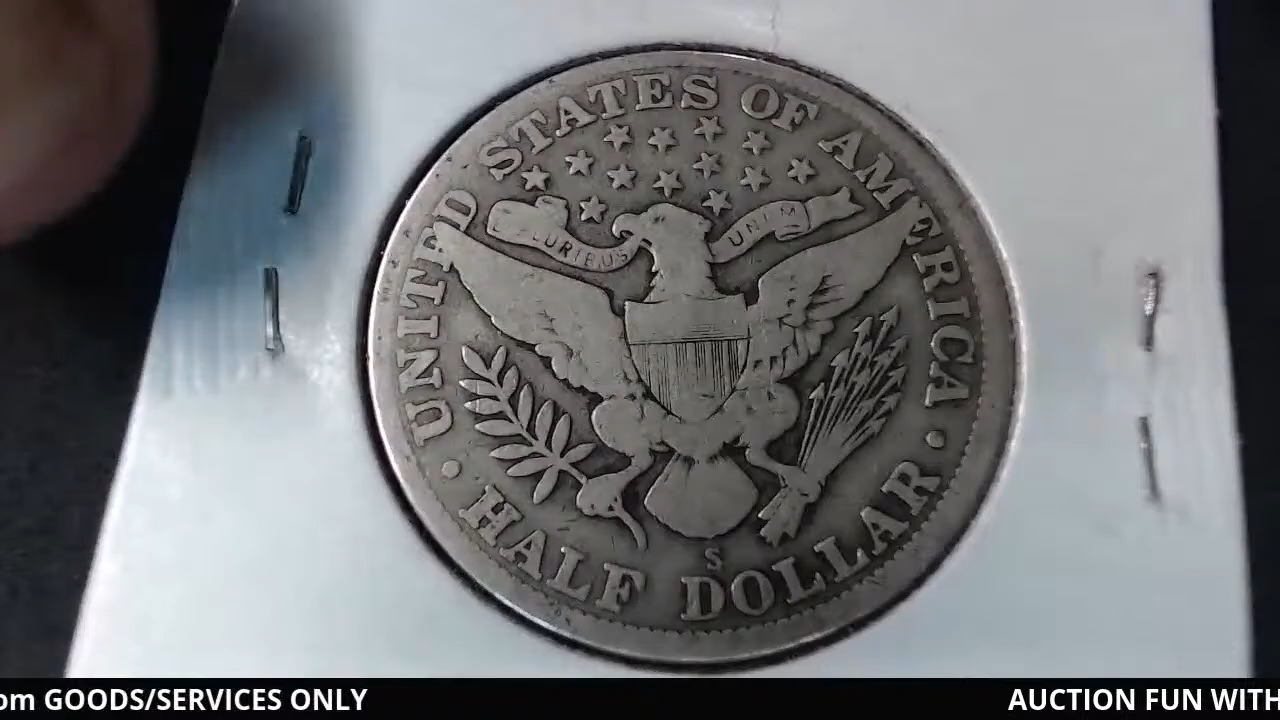 UNITED STATES OF AMERICA
PLURIBUS UNUM
S
HALF DOLLAR
om GOODS/SERVICES ONLY
AUCTION FUN WITH